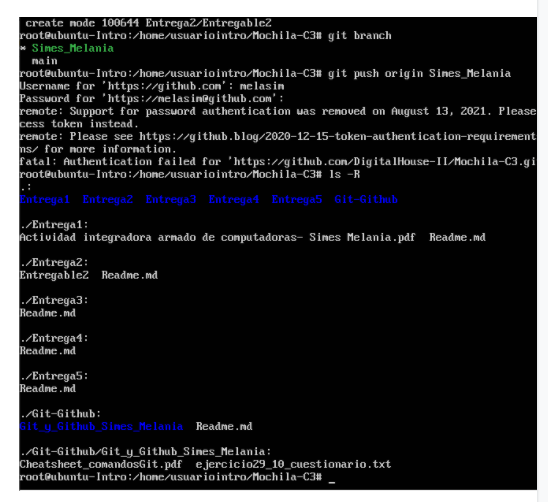 create mode 100644 Entrega2/Entregable2
root@ubuntu-Intro:/home/usuariointro/Mochila-C3# git branch
* Simes_Melania
  main
root@ubuntu-Intro:/home/usuariointro/Mochila-C3# git push origin Simes_Melania
Username for 'https://github.com': melasim
Password for 'https://melasim@github.com':
remote: Support for password authentication was removed on August 13, 2021. Please
cess token instead.
remote: Please see https://github.blog/2020-12-15-token-authentication-requirement
ns/ for more information.
fatal: Authentication failed for 'https://github.com/DigitalHouse-II/Mochila-C3.gi
root@ubuntu-Intro:/home/usuariointro/Mochila-C3# ls -R
.:
Entrega1  Entrega2  Entrega3  Entrega4  Entrega5  Git-Github

./Entrega1:
Actividad integradora armado de computadoras- Simes Melania.pdf  Readme.md

./Entrega2:
Entregable2  Readme.md

./Entrega3:
Readme.md

./Entrega4:
Readme.md

./Entrega5:
Readme.md

./Git-Github:
Git_y_Github_Simes_Melania  Readme.md

./Git-Github/Git_y_Github_Simes_Melania:
Cheatsheet_comandosGit.pdf  ejercicio29_10_cuestionario.txt
root@ubuntu-Intro:/home/usuariointro/Mochila-C3# _